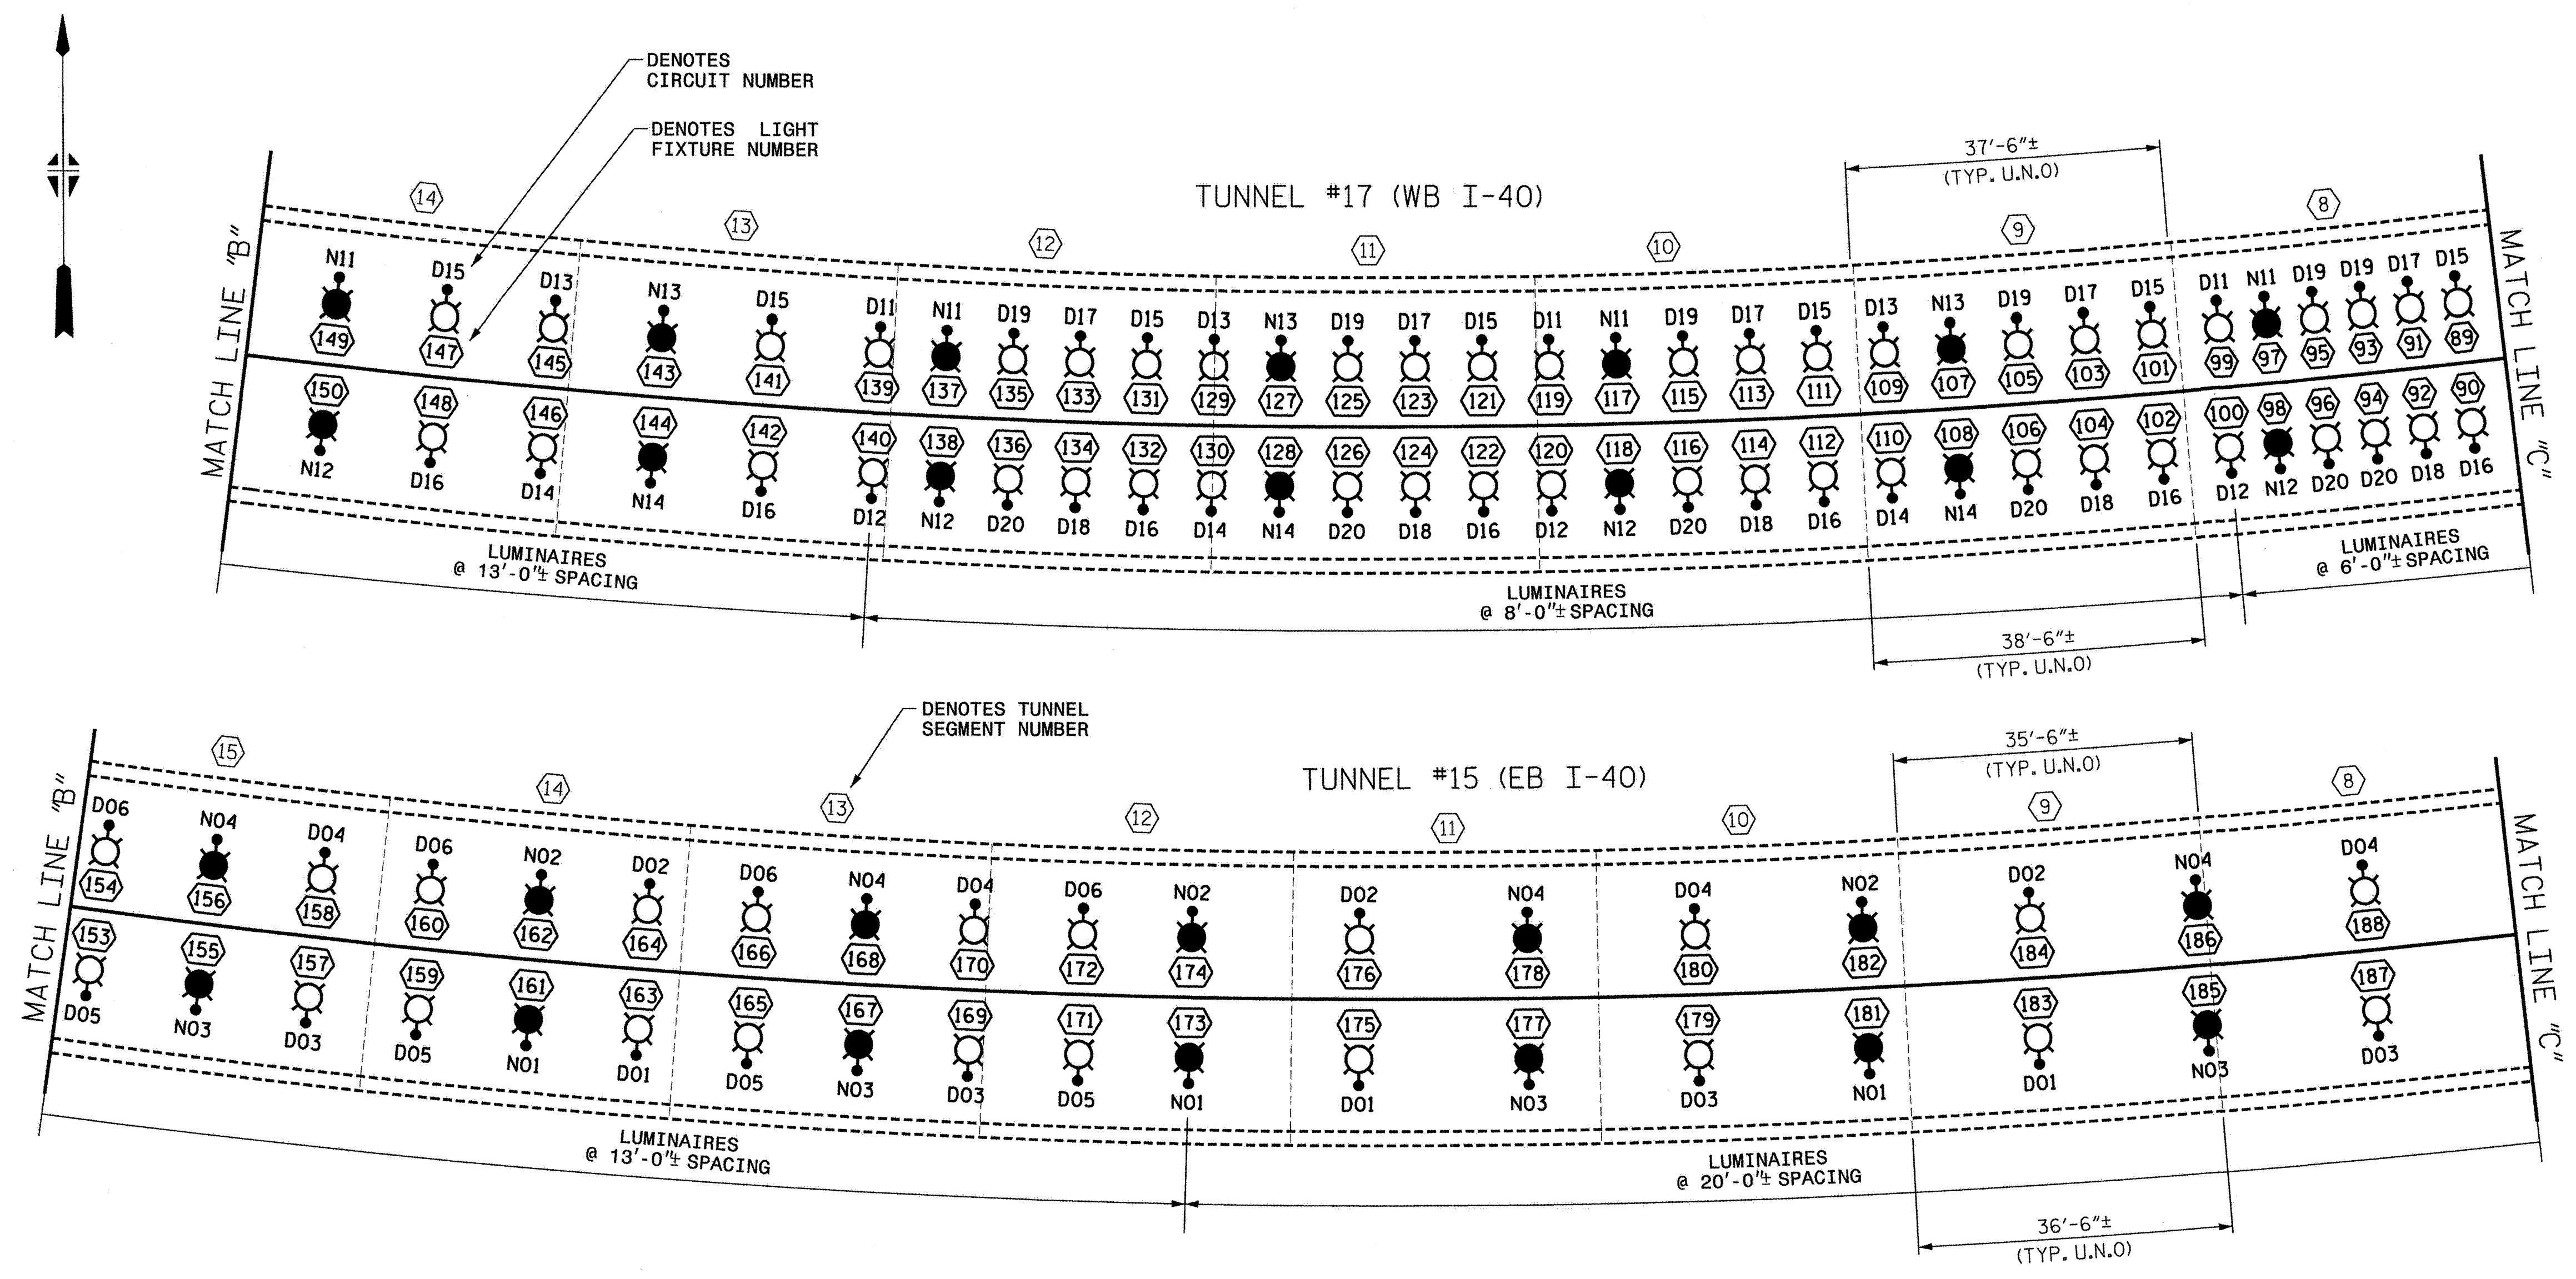 DENOTES
CIRCUIT NUMBER
DENOTES LIGHT
FIXTURE NUMBER
TUNNEL #17 (WB I-40)
37'-6"±
(TYP. U.N.O)
14 13 12 11 10 9 8
MATCH LINE "B"
MATCH LINE "C"
N11 D15 D13 N13 D15 D11 N11 D19 D17 D15 D13 N13 D19 D17 D15 D11 N11 D19 D17 D15 D13 N13 D19 D17 D15 D11 N11 D19 D19 D17 D15
149 147 145 143 141 139 137 135 133 131 129 127 125 123 121 119 117 115 113 111 109 107 105 103 101 99 97 95 93 91 89
150 148 146 144 142 140 138 136 134 132 130 128 126 124 122 120 118 116 114 112 110 108 106 104 102 100 98 96 94 92 90
N12 D16 D14 N14 D16 D12 N12 D20 D18 D16 D14 N14 D20 D18 D16 D12 N12 D20 D18 D16 D14 N14 D20 D18 D16 D12 N12 D20 D20 D18 D16
LUMINAIRES
@ 13'-0"± SPACING
LUMINAIRES
@ 8'-0"± SPACING
LUMINAIRES
@ 6'-0"± SPACING
38'-6"±
(TYP. U.N.O)
DENOTES TUNNEL
SEGMENT NUMBER
TUNNEL #15 (EB I-40)
35'-6"±
(TYP. U.N.O)
15 14 13 12 11 10 9 8
MATCH LINE "B"
MATCH LINE "C"
D06 N04 D04 D06 N02 D02 D06 N04 D04 D06 N02 D02 N04 D04 N02 D02 N04 D04
154 156 158 160 162 164 166 168 170 172 174 176 178 180 182 184 186 188
153 155 157 159 161 163 165 167 169 171 173 175 177 179 181 183 185 187
D05 N03 D03 D05 N01 D01 D05 N03 D03 D05 N01 D01 N03 D03 N01 D01 N03 D03
LUMINAIRES
@ 13'-0"± SPACING
LUMINAIRES
@ 20'-0"± SPACING
36'-6"±
(TYP. U.N.O)